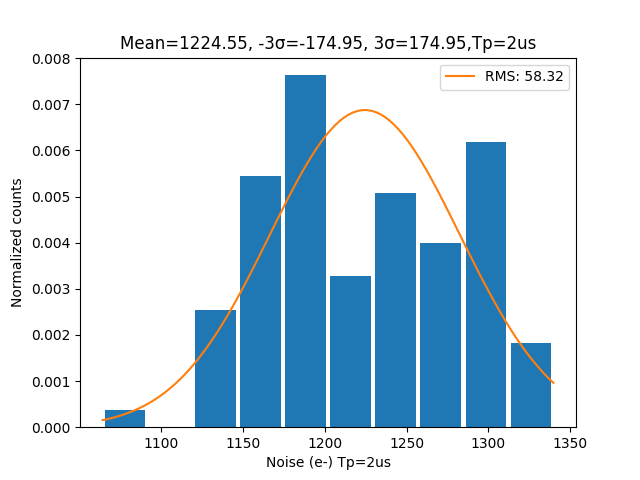 Mean=1224.55, -3σ=-174.95, 3σ=174.95,Tp=2us
RMS: 58.32
Normalized counts
0.008
0.007
0.006
0.005
0.004
0.003
0.002
0.001
0.000
1100 1150 1200 1250 1300 1350
Noise (e-) Tp=2us